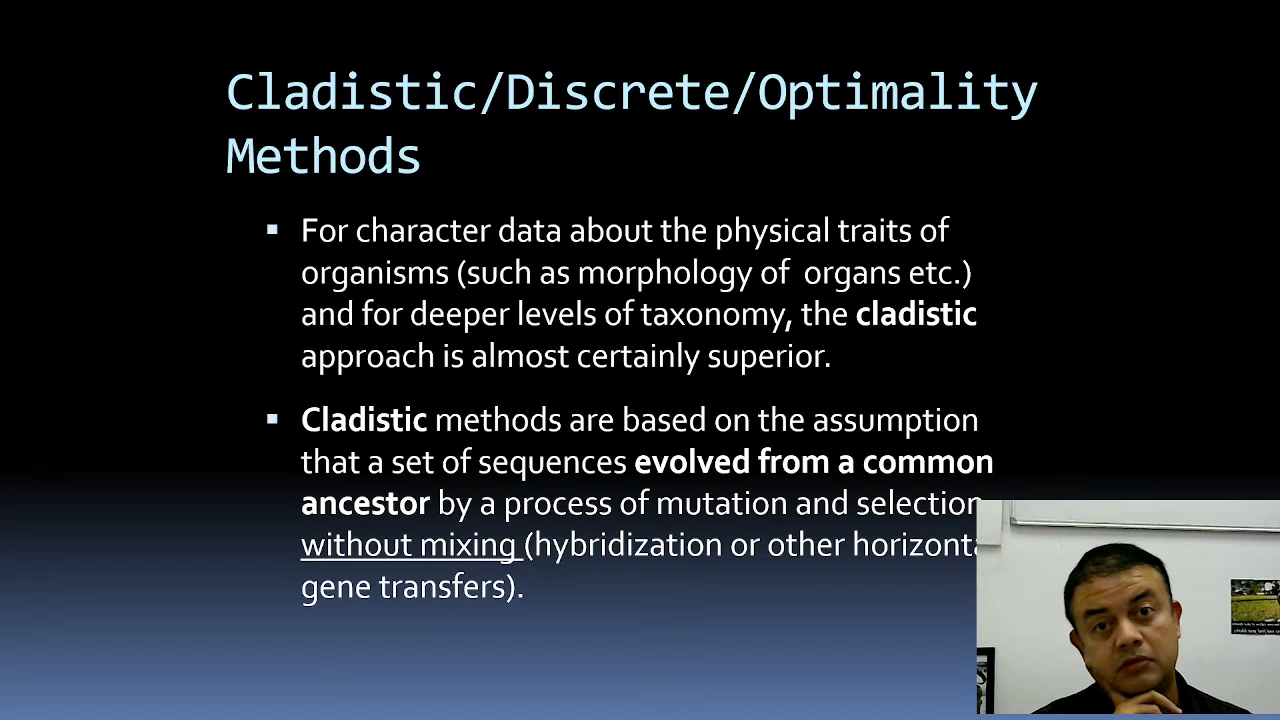 Cladistic/Discrete/Optimality
Methods
▪ For character data about the physical traits of
organisms (such as morphology of organs etc.)
and for deeper levels of taxonomy, the cladistic
approach is almost certainly superior.
▪ Cladistic methods are based on the assumption
that a set of sequences evolved from a common
ancestor by a process of mutation and selection
without mixing (hybridization or other horizonta
gene transfers).